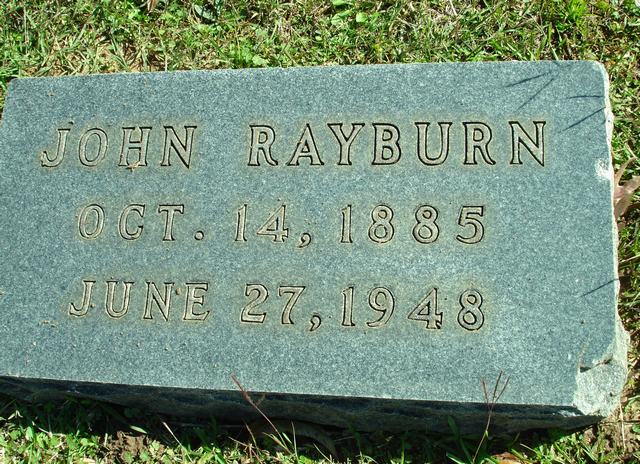 JOHN RAYBURN
OCT. 14, 1885
JUNE 27, 1948